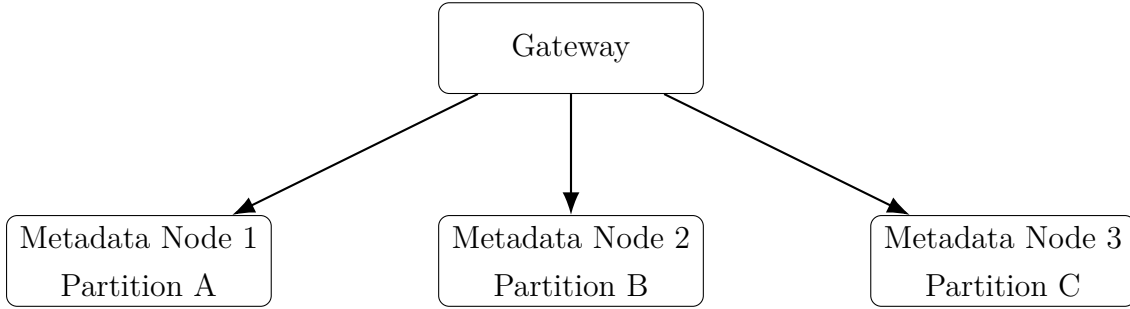 Gateway
Metadata Node 1
Partition A
Metadata Node 2
Partition B
Metadata Node 3
Partition C